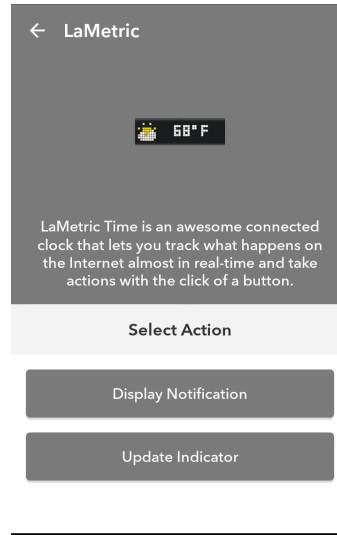 LaMetric
68°F
LaMetric Time is an awesome connected
clock that lets you track what happens on
the Internet almost in real-time and take
actions with the click of a button.
Select Action
Display Notification
Update Indicator